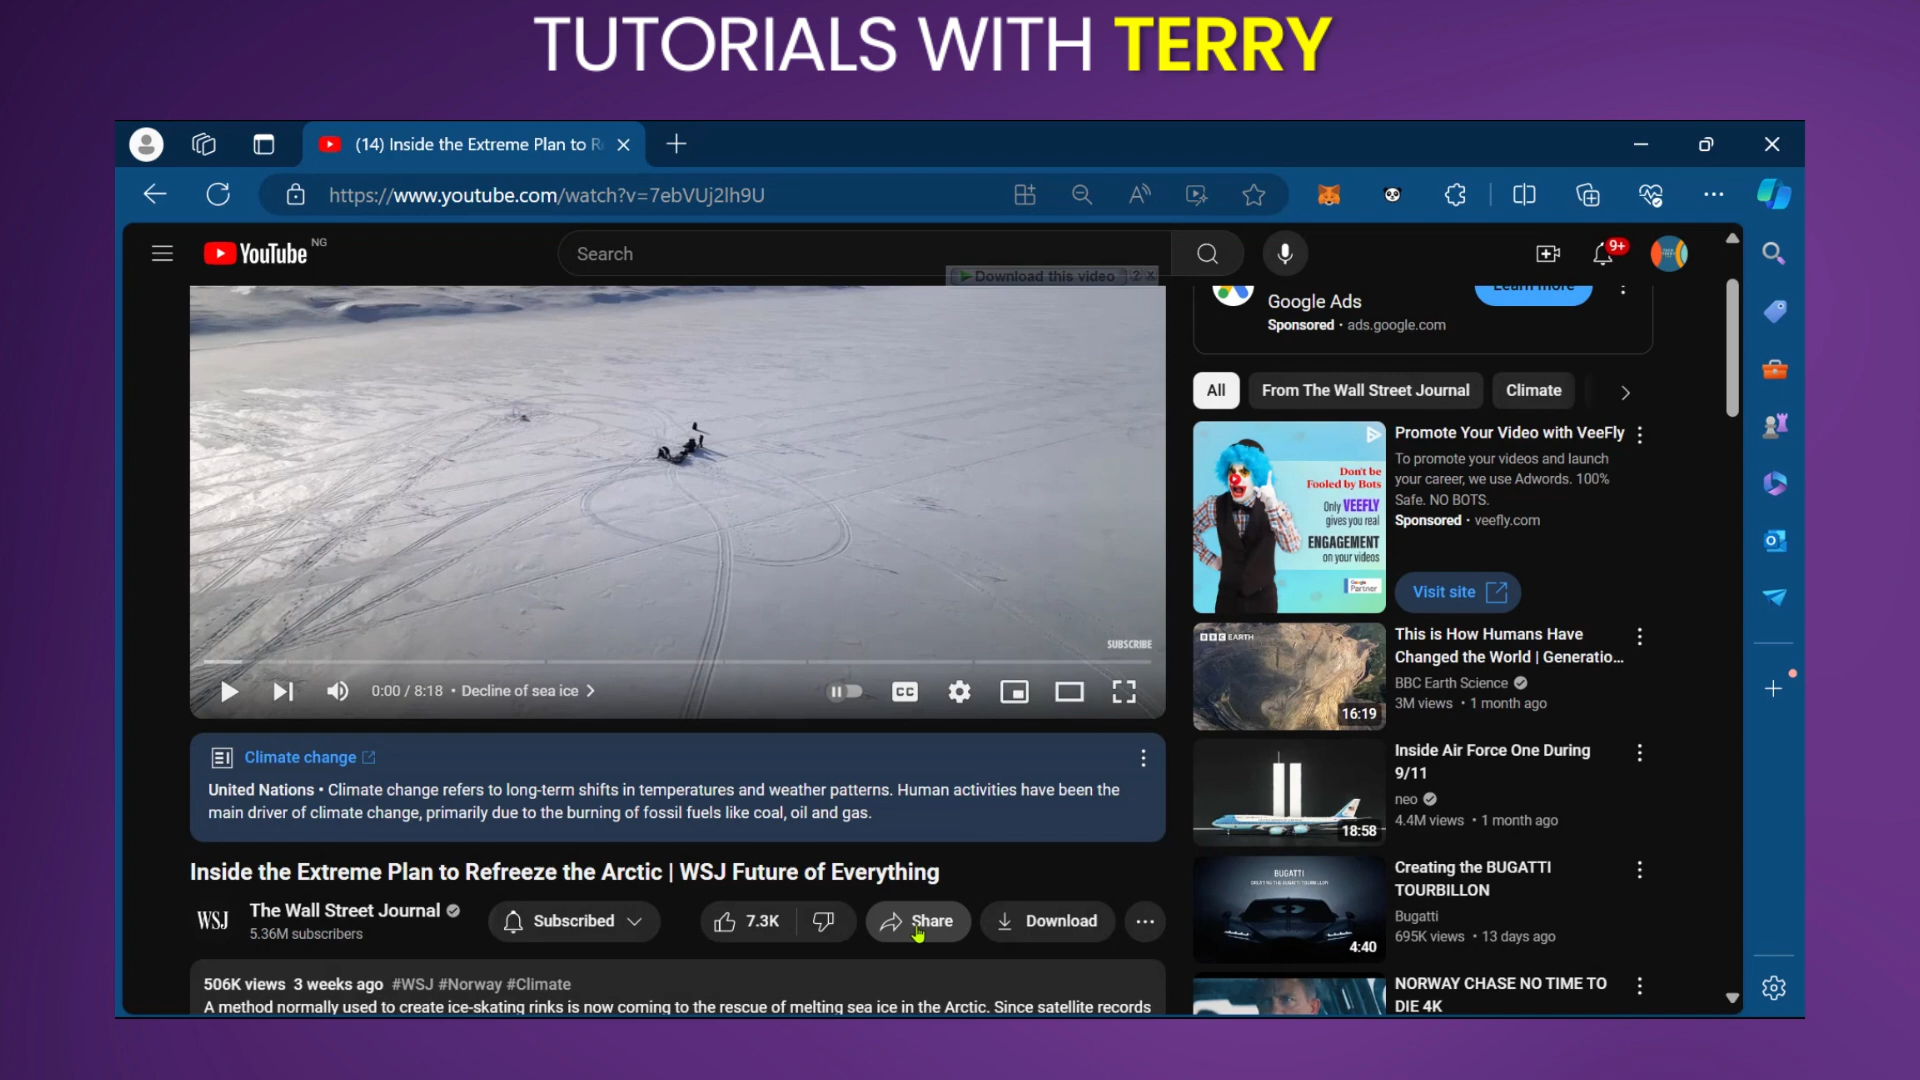 TUTORIALS WITH TERRY
(14) Inside the Extreme Plan to R
https://www.youtube.com/watch?v=7ebVUj2lh9U
YouTube NG
Search
9+
Download this video ? x
Google Ads
Sponsored · ads.google.com
Learn more
All
From The Wall Street Journal
Climate
SUBSCRIBE
0:00 / 8:18 • Decline of sea ice
CC
Don't be
Fooled by Bots
Only VEEFLY
gives you real
ENGAGEMENT
on your videos
Google
Partner
Promote Your Video with VeeFly
To promote your videos and launch
your career, we use Adwords. 100%
Safe. NO BOTS.
Sponsored · veefly.com
Visit site
BBC EARTH
16:19
This is How Humans Have
Changed the World | Generatio...
BBC Earth Science
3M views • 1 month ago
18:58
Inside Air Force One During
9/11
neo
4.4M views • 1 month ago
BUGATTI
4:40
Creating the BUGATTI
TOURBILLON
Bugatti
695K views • 13 days ago
NORWAY CHASE NO TIME TO
DIE 4K
Climate change
United Nations • Climate change refers to long-term shifts in temperatures and weather patterns. Human activities have been the
main driver of climate change, primarily due to the burning of fossil fuels like coal, oil and gas.
Inside the Extreme Plan to Refreeze the Arctic | WSJ Future of Everything
WSJ
The Wall Street Journal
5.36M subscribers
Subscribed
7.3K
Share
Download
506K views 3 weeks ago #WSJ #Norway #Climate
A method normally used to create ice-skating rinks is now coming to the rescue of melting sea ice in the Arctic. Since satellite records